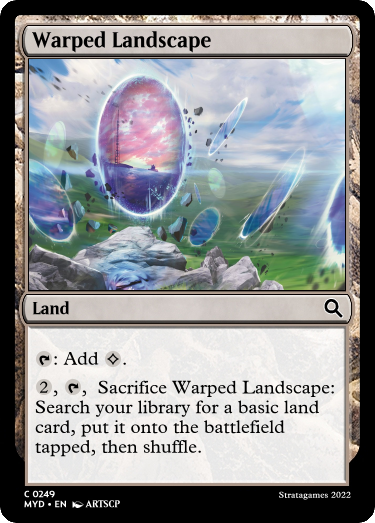 Warped Landscape
Land
: Add .
2, , Sacrifice Warped Landscape:
Search your library for a basic land
card, put it onto the battlefield
tapped, then shuffle.
C 0249
MYD • EN ARTSCP
Stratagames 2022